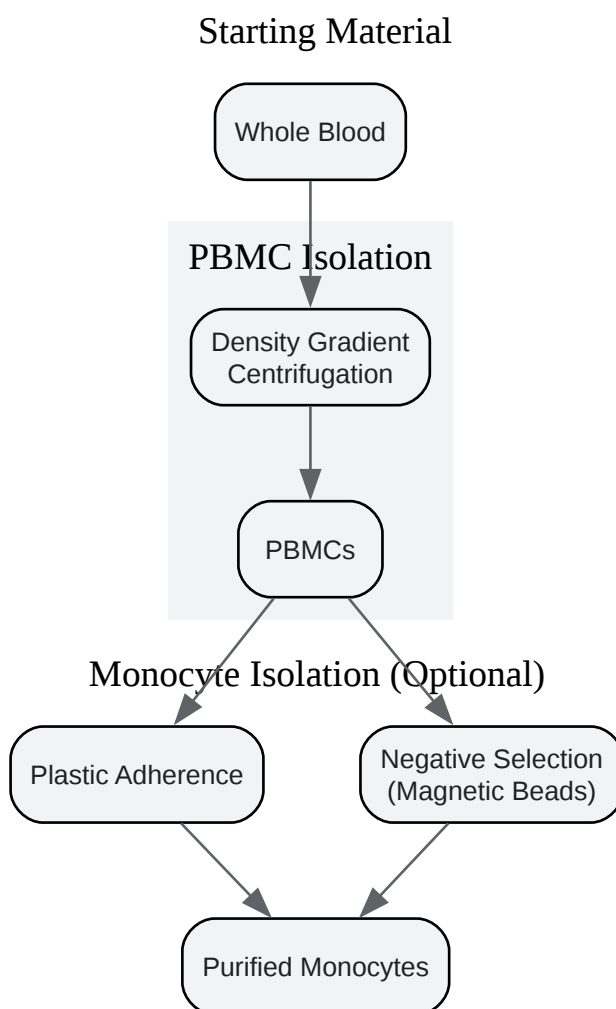 Starting Material
Whole Blood
PBMC Isolation
Density Gradient
Centrifugation
PBMCs
Monocyte Isolation (Optional)
Plastic Adherence
Negative Selection
(Magnetic Beads)
Purified Monocytes